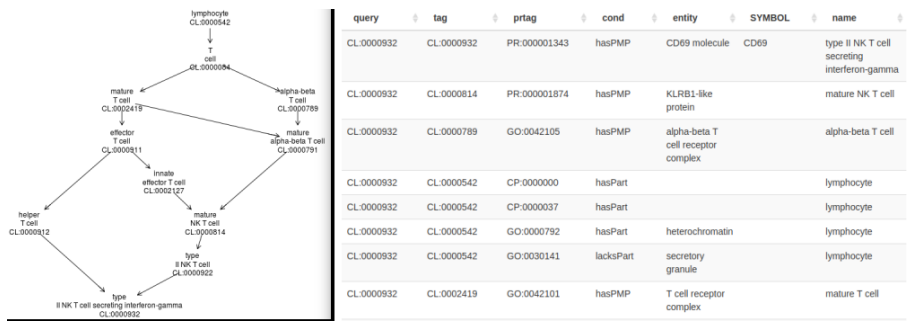 lymphocyte
CL:0000542
T
cell
CL:0000084
mature
T cell
CL:0002419
alpha-beta
T cell
CL:0000789
effector
T cell
CL:0000911
mature
alpha-beta T cell
CL:0000791
Innate
effector T cell
CL:0002127
helper
T cell
CL:0000912
mature
NK T cell
CL:0000814
type
II NK T cell
CL:0000922
type
II NK T cell secreting interferon-gamma
CL:0000932
query tag prtag cond entity SYMBOL name
CL:0000932 CL:0000932 PR:000001343 hasPMP CD69 molecule CD69 type II NK T cell
secreting
interferon-gamma
CL:0000932 CL:0000814 PR:000001874 hasPMP KLRB1-like mature NK T cell
protein
CL:0000932 CL:0000789 GO:0042105 hasPMP alpha-beta T alpha-beta T cell
cell receptor
complex
CL:0000932 CL:0000542 CP:0000000 hasPart lymphocyte
CL:0000932 CL:0000542 CP:0000037 hasPart lymphocyte
CL:0000932 CL:0000542 GO:0000792 hasPart heterochromatin lymphocyte
CL:0000932 CL:0000542 GO:0030141 lacksPart secretory lymphocyte
granule
CL:0000932 CL:0002419 GO:0042101 hasPMP T cell receptor mature T cell
complex